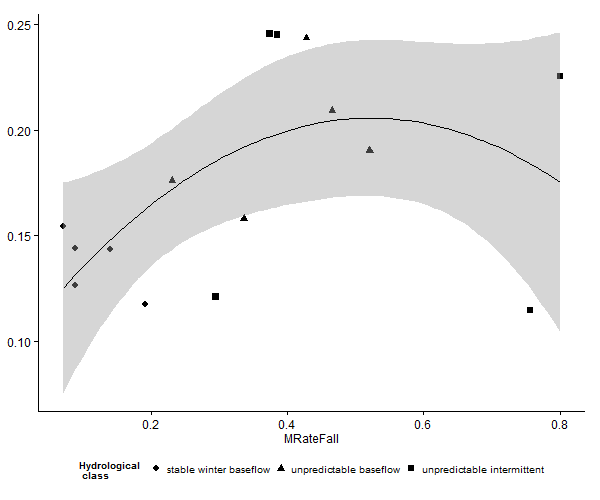 0.25
0.20
0.15
0.10
0.2 0.4 0.6 0.8
MRateFall
Hydrological class stable winter baseflow unpredictable baseflow unpredictable intermittent